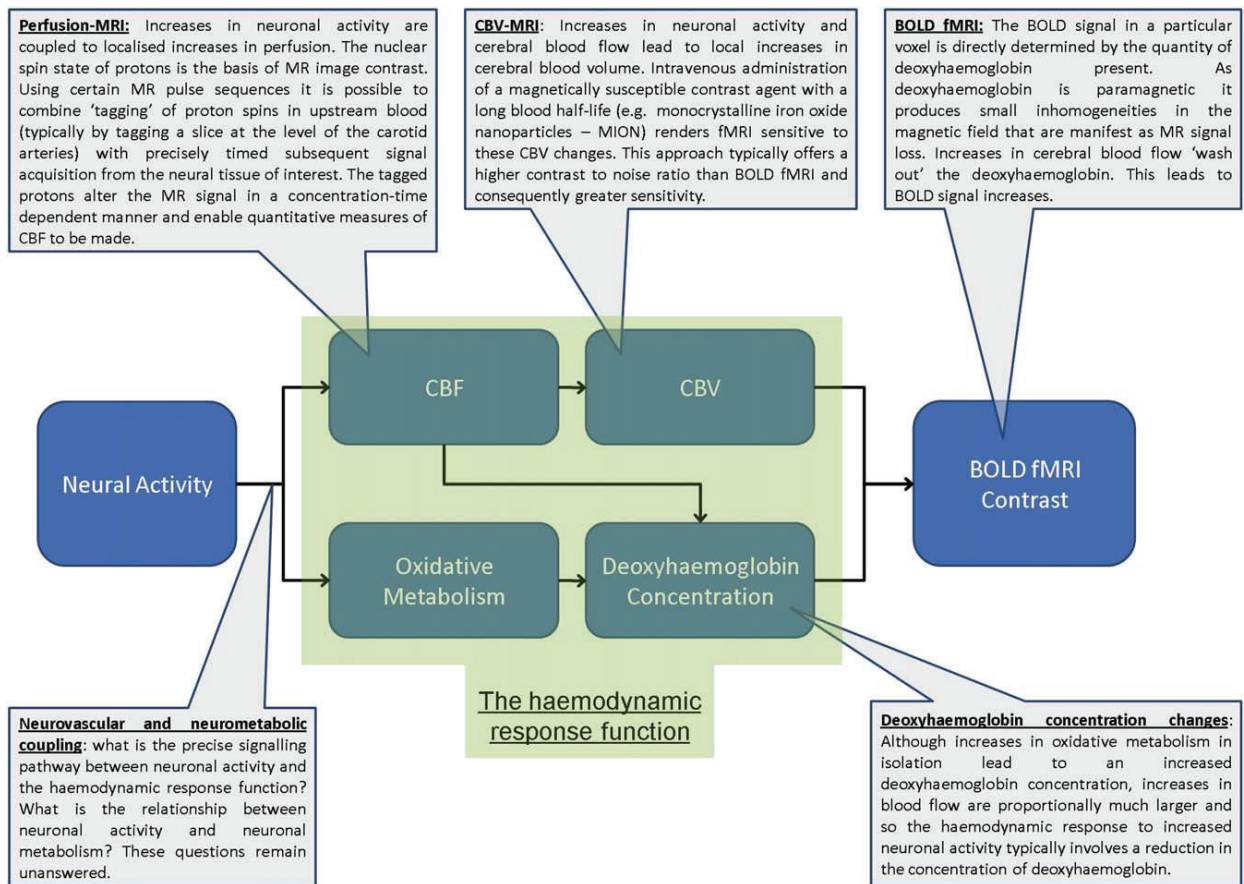 Perfusion-MRI: Increases in neuronal activity are
coupled to localised increases in perfusion. The nuclear
spin state of protons is the basis of MR image contrast.
Using certain MR pulse sequences it is possible to
combine ‘tagging’ of proton spins in upstream blood
(typically by tagging a slice at the level of the carotid
arteries) with precisely timed subsequent signal
acquisition from the neural tissue of interest. The tagged
protons alter the MR signal in a concentration-time
dependent manner and enable quantitative measures of
CBF to be made.
CBV-MRI: Increases in neuronal activity and
cerebral blood flow lead to local increases in
cerebral blood volume. Intravenous administration
of a magnetically susceptible contrast agent with a
long blood half-life (e.g. monocrystalline iron oxide
nanoparticles – MION) renders fMRI sensitive to
these CBV changes. This approach typically offers a
higher contrast to noise ratio than BOLD fMRI and
consequently greater sensitivity.
BOLD fMRI: The BOLD signal in a particular
voxel is directly determined by the quantity of
deoxyhaemoglobin present. As
deoxyhaemoglobin is paramagnetic it
produces small inhomogeneities in the
magnetic field that are manifest as MR signal
loss. Increases in cerebral blood flow ‘wash
out’ the deoxyhaemoglobin. This leads to
BOLD signal increases.
CBF
CBV
Neural Activity
BOLD fMRI
Contrast
Oxidative
Metabolism
Deoxyhaemoglobin
Concentration
The haemodynamic
response function
Neurovascular and neurometabolic
coupling: what is the precise signalling
pathway between neuronal activity and
the haemodynamic response function?
What is the relationship between
neuronal activity and neuronal
metabolism? These questions remain
unanswered.
Deoxyhaemoglobin concentration changes:
Although increases in oxidative metabolism in
isolation lead to an increased
deoxyhaemoglobin concentration, increases in
blood flow are proportionally much larger and
so the haemodynamic response to increased
neuronal activity typically involves a reduction in
the concentration of deoxyhaemoglobin.